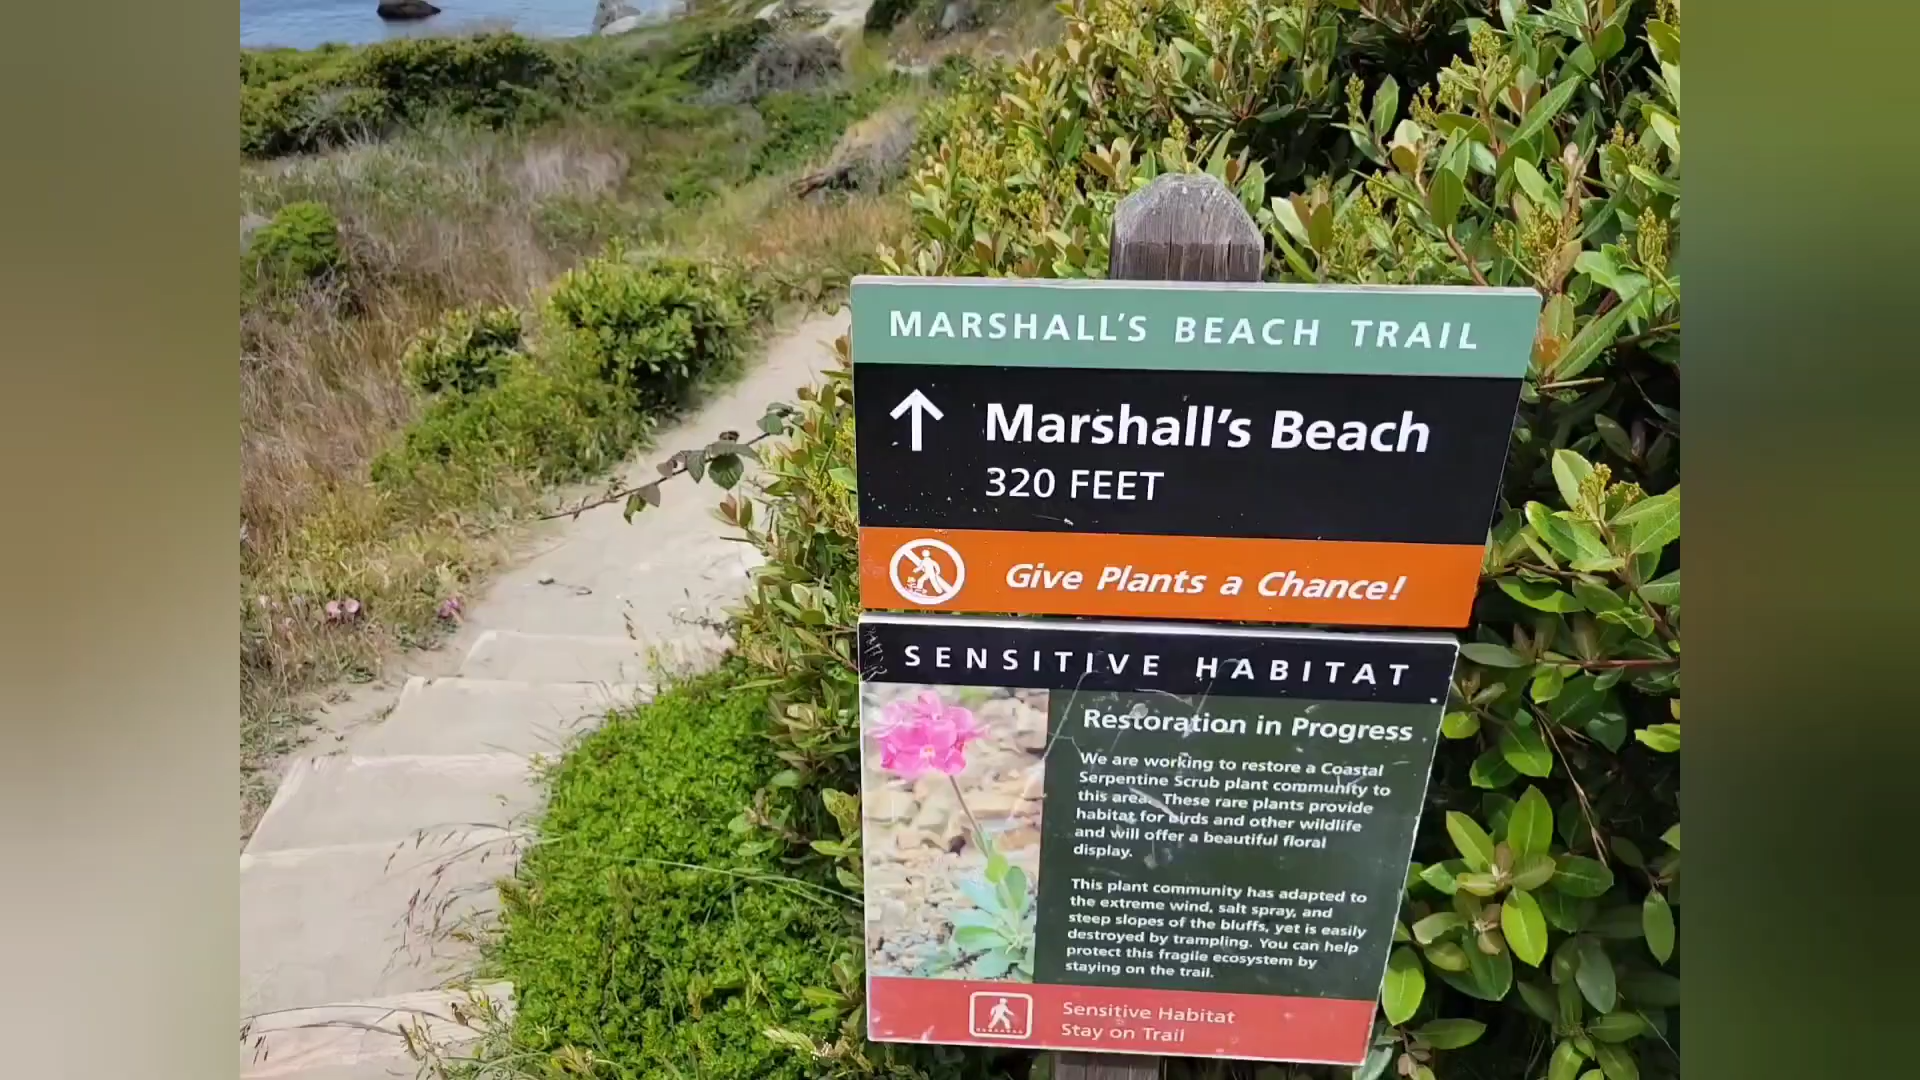 MARSHALL'S BEACH TRAIL
Marshall's Beach
320 FEET
Give Plants a Chance!
SENSITIVE HABITAT
Restoration in Progress
We are working to restore a Coastal
Serpentine Scrub plant community to
this area. These rare plants provide
habitat for birds and other wildlife
and will offer a beautiful floral
display.
This plant community has adapted to
the extreme wind, salt spray, and
steep slopes of the bluffs, yet is easily
destroyed by trampling. You can help
protect this fragile ecosystem by
staying on the trail.
Sensitive Habitat
Stay on Trail